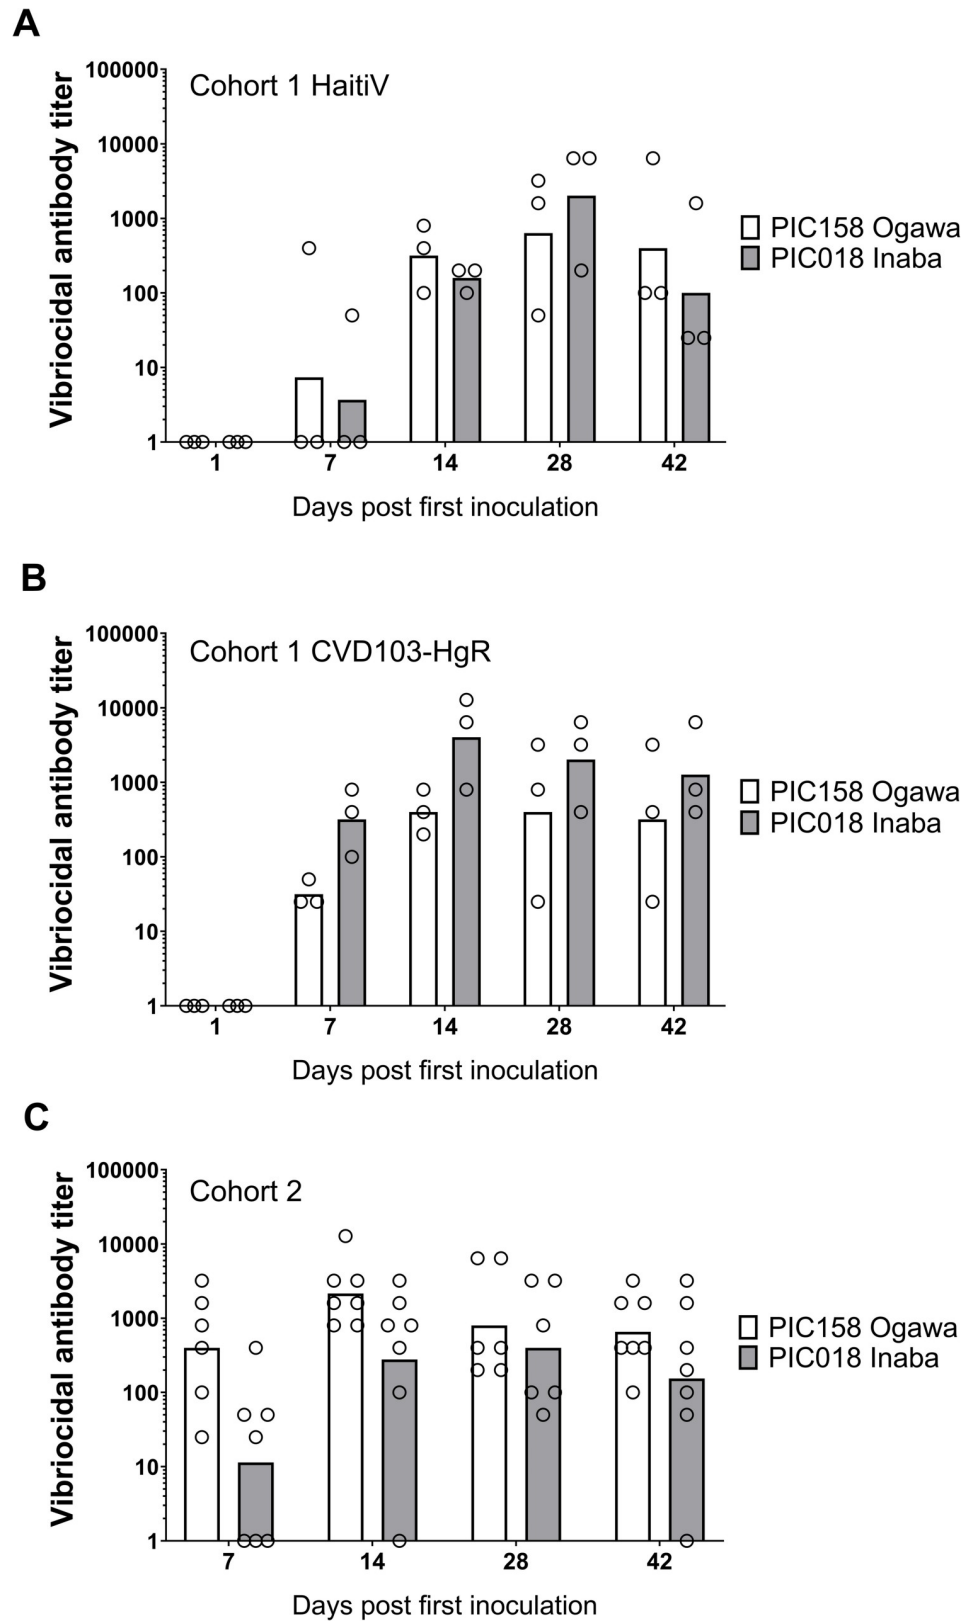 A
Cohort 1 HaitiV
Vibriocidal antibody titer
100000
10000
1000
100
10
1
1 7 14 28 42
Days post first inoculation
PIC158 Ogawa
PIC018 Inaba
B
Cohort 1 CVD103-HgR
Vibriocidal antibody titer
100000
10000
1000
100
10
1
1 7 14 28 42
Days post first inoculation
PIC158 Ogawa
PIC018 Inaba
C
Cohort 2
Vibriocidal antibody titer
100000
10000
1000
100
10
1
7 14 28 42
Days post first inoculation
PIC158 Ogawa
PIC018 Inaba